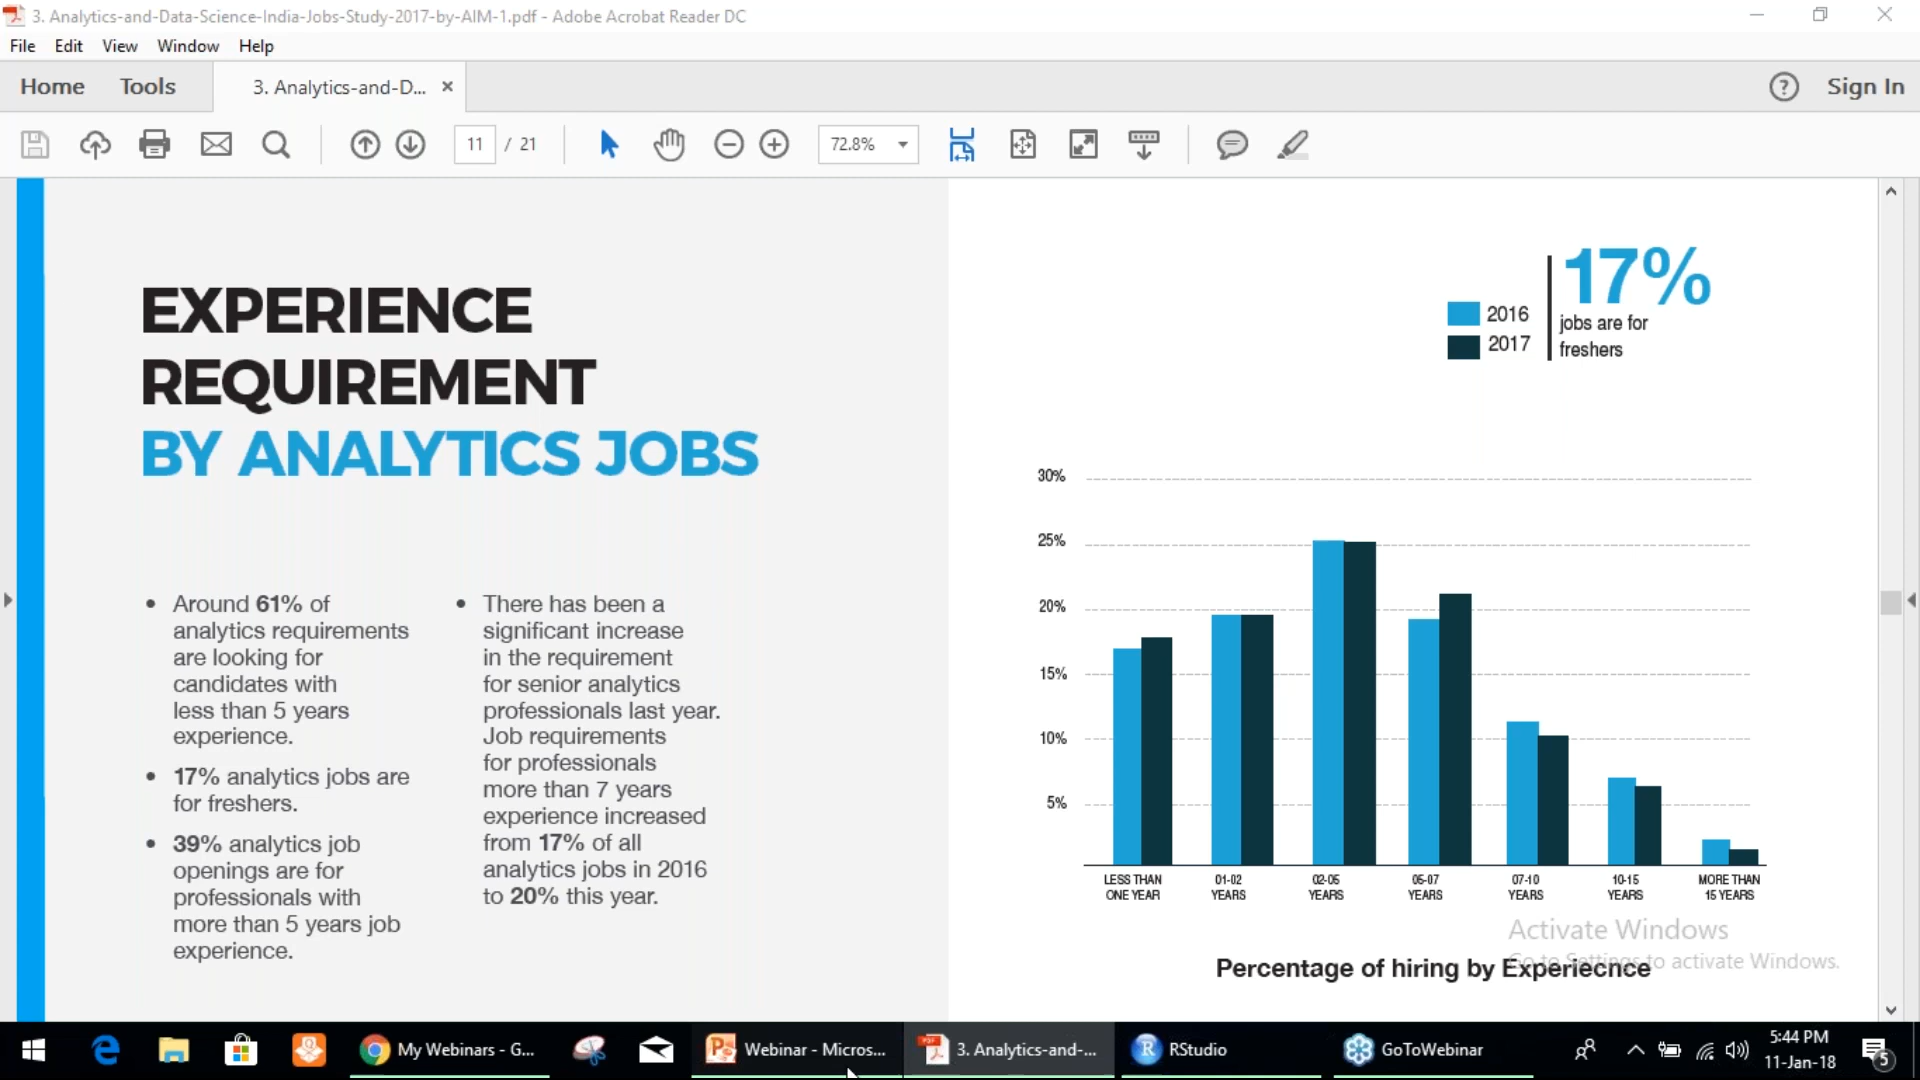 3. Analytics-and-Data-Science-India-Jobs-Study-2017-by-AIM-1.pdf - Adobe Acrobat Reader DC
File Edit View Window Help
Home Tools 3. Analytics-and-D... × Sign In
11 / 21 72.8%
EXPERIENCE
REQUIREMENT
BY ANALYTICS JOBS
• Around 61% of
analytics requirements
are looking for
candidates with
less than 5 years
experience.
• 17% analytics jobs are
for freshers.
• 39% analytics job
openings are for
professionals with
more than 5 years job
experience.
• There has been a
significant increase
in the requirement
for senior analytics
professionals last year.
Job requirements
for professionals
more than 7 years
experience increased
from 17% of all
analytics jobs in 2016
to 20% this year.
2016
2017
17%
jobs are for
freshers
30%
25%
20%
15%
10%
5%
LESS THAN
ONE YEAR
01-02
YEARS
02-05
YEARS
05-07
YEARS
07-10
YEARS
10-15
YEARS
MORE THAN
15 YEARS
Percentage of hiring by Experiecnce
Activate Windows
Go to Settings to activate Windows.
My Webinars - G... Webinar - Micros... 3. Analytics-and-... RStudio GoToWebinar
5:44 PM
11-Jan-18
5